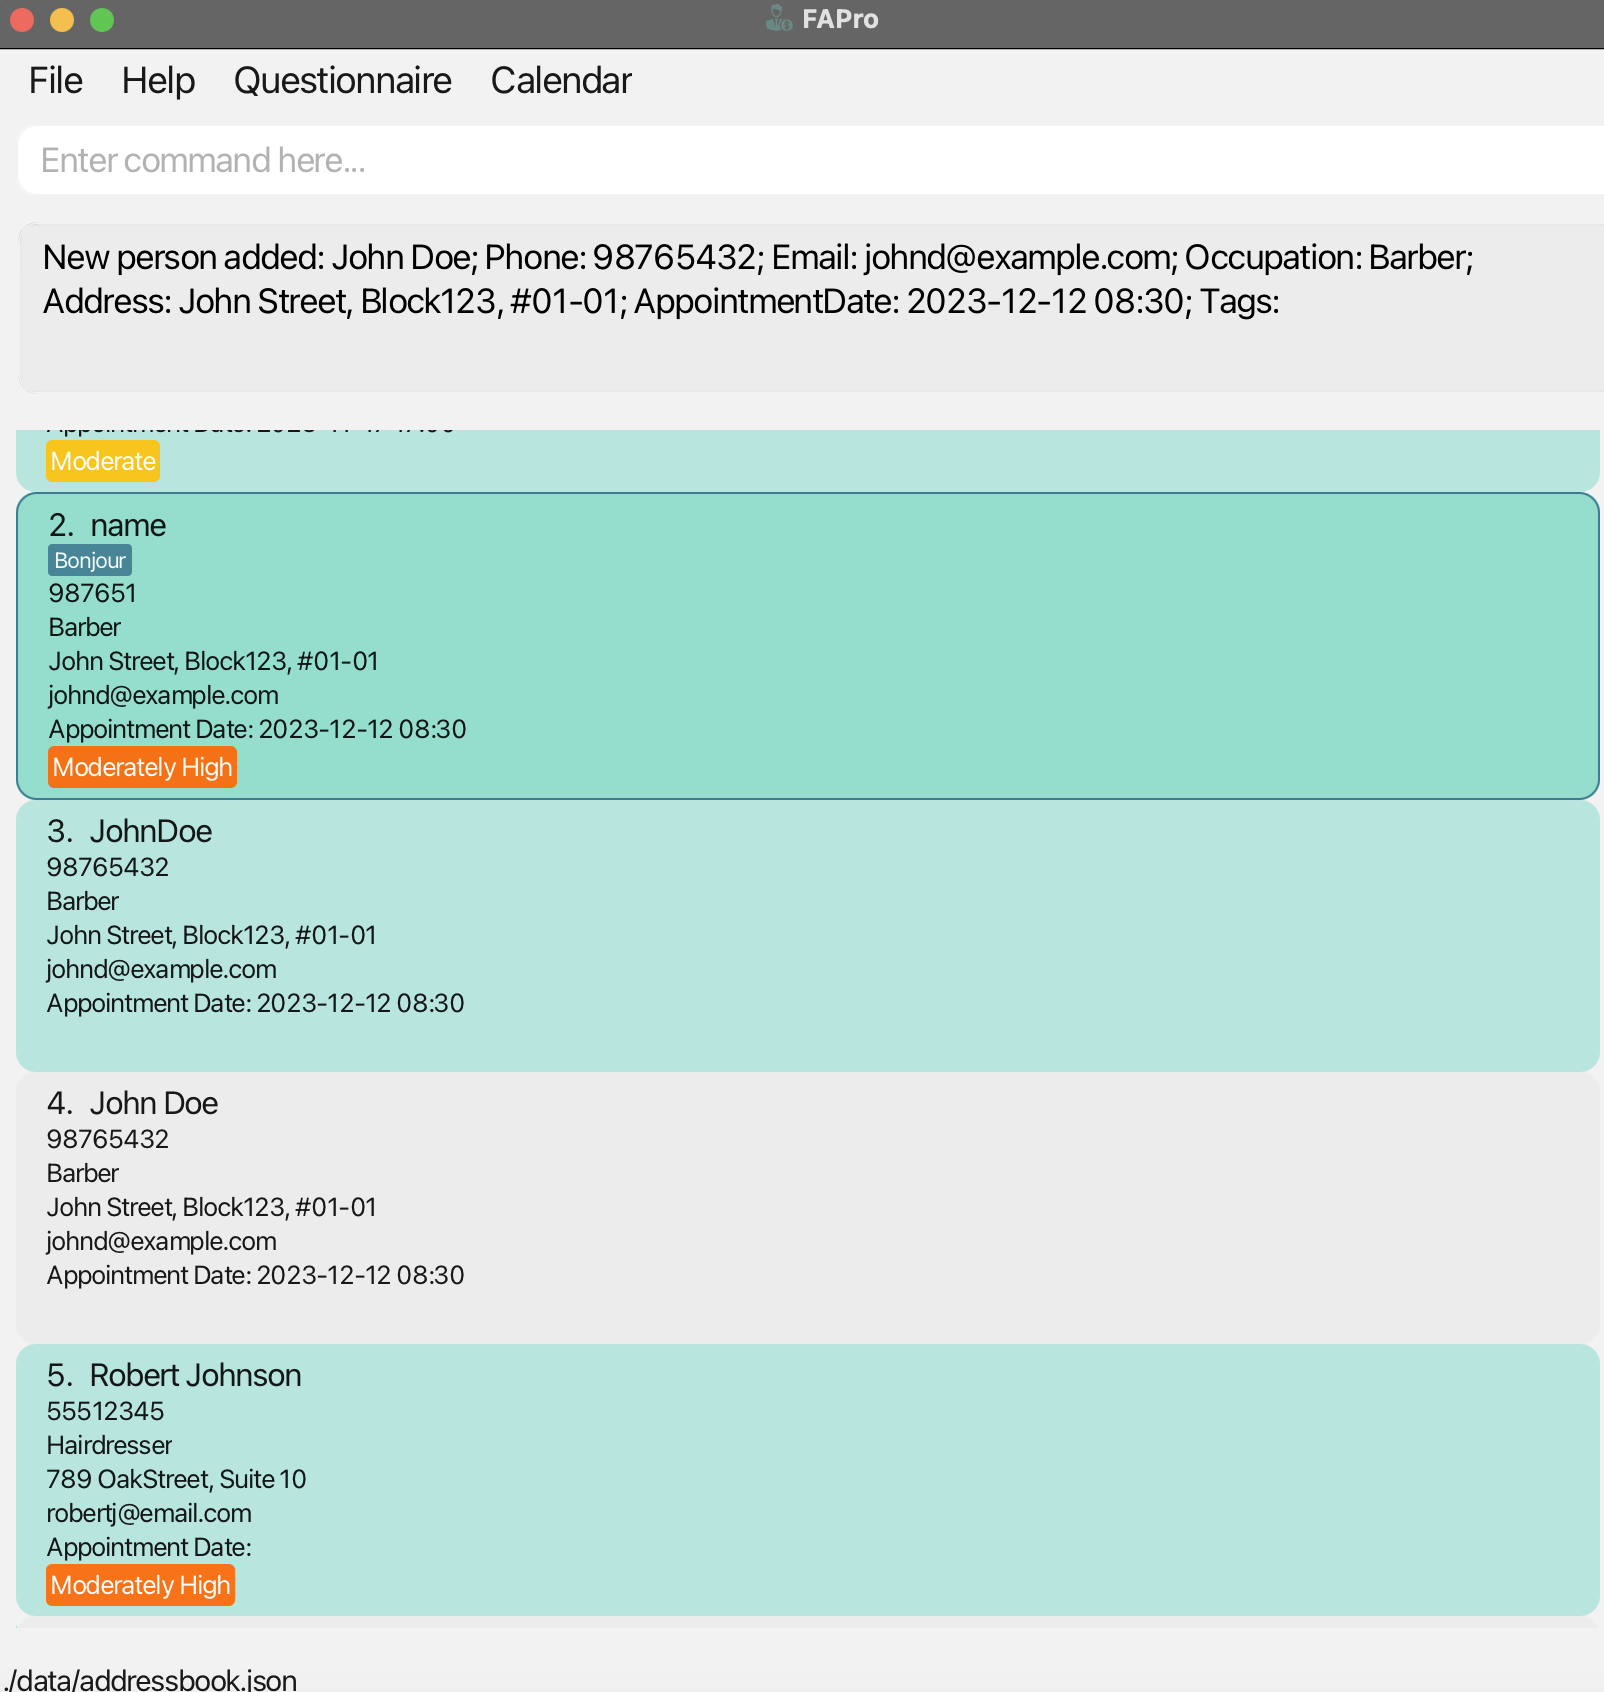 FAPro
File Help Questionnaire Calendar
Enter command here...
New person added: John Doe; Phone: 98765432; Email: johnd@example.com; Occupation: Barber;
Address: John Street, Block123, #01-01; AppointmentDate: 2023-12-12 08:30; Tags:
Moderate
2. name
Bonjour
987651
Barber
John Street, Block123, #01-01
johnd@example.com
Appointment Date: 2023-12-12 08:30
Moderately High
3. JohnDoe
98765432
Barber
John Street, Block123, #01-01
johnd@example.com
Appointment Date: 2023-12-12 08:30
4. John Doe
98765432
Barber
John Street, Block123, #01-01
johnd@example.com
Appointment Date: 2023-12-12 08:30
5. Robert Johnson
55512345
Hairdresser
789 OakStreet, Suite 10
robertj@email.com
Appointment Date:
Moderately High
./data/addressbook.json